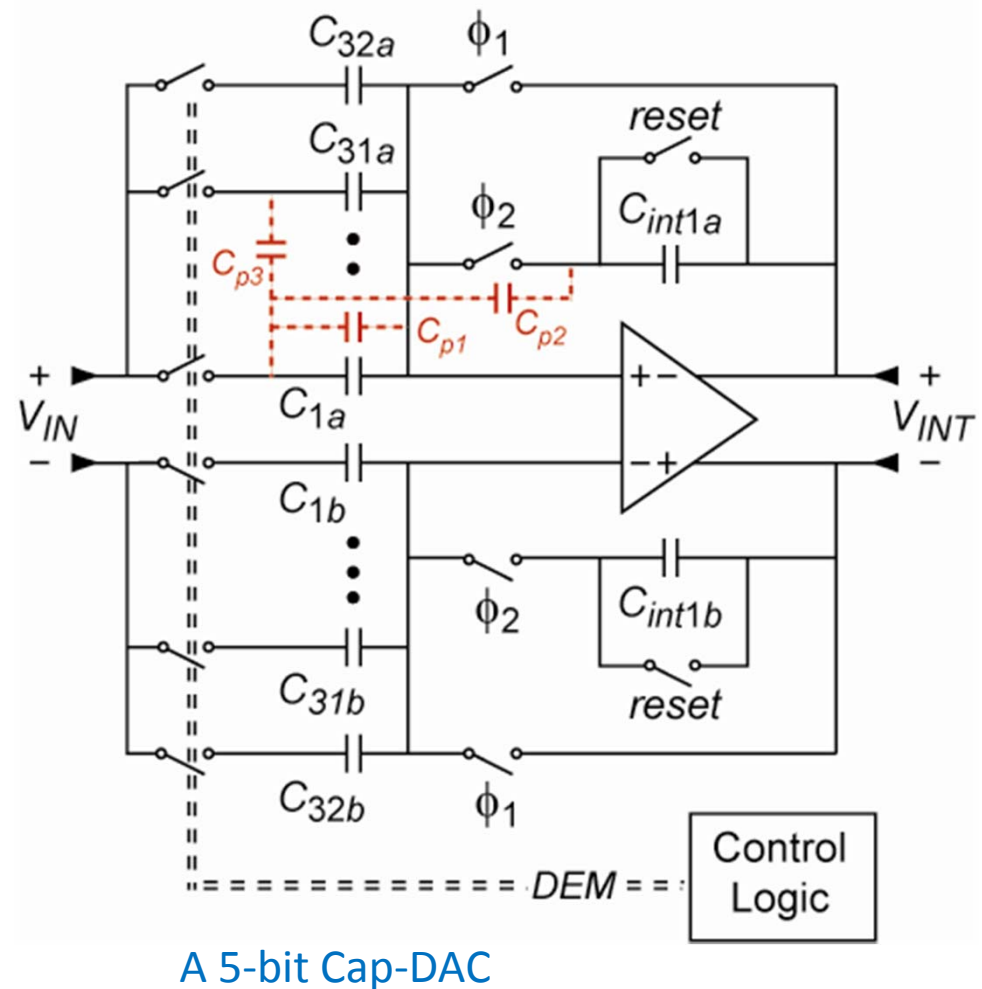 C32a
ϕ1
reset
C31a
ϕ2
Cint1a
Cp3
Cp2
Cp1
+
+ −
+
C1a
VIN
VINT
−
− +
−
C1b
Cint1b
ϕ2
C31b
reset
C32b
ϕ1
Control
Logic
DEM
A 5-bit Cap-DAC